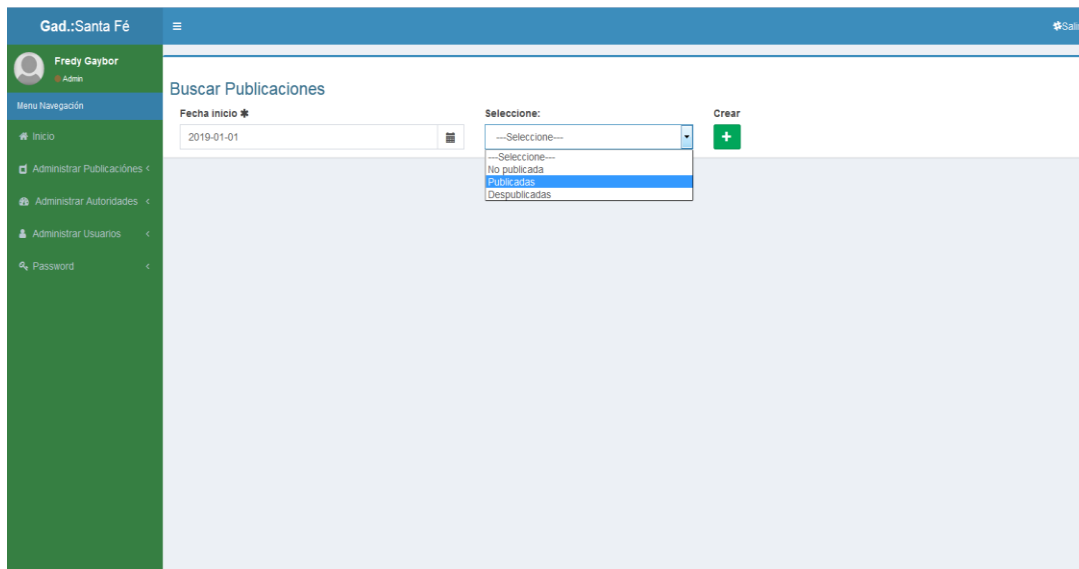 Gad.:Santa Fé
Sali
Fredy Gaybor
Admin
Menu Navegación
Inicio
Administrar Publicaciónes
Administrar Autoridades
Administrar Usuarios
Password
Buscar Publicaciones
Fecha inicio ✱
Seleccione:
Crear
2019-01-01
---Seleccione---
+
---Seleccione---
No publicada
Publicadas
Despublicadas